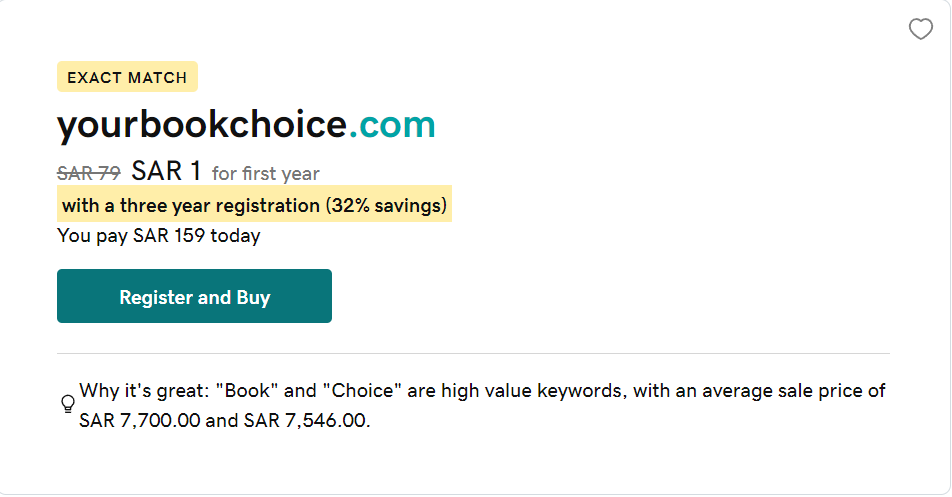 EXACT MATCH
yourbookchoice.com
SAR 79 SAR 1 for first year
with a three year registration (32% savings)
You pay SAR 159 today
Register and Buy
Why it's great: "Book" and "Choice" are high value keywords, with an average sale price of
SAR 7,700.00 and SAR 7,546.00.